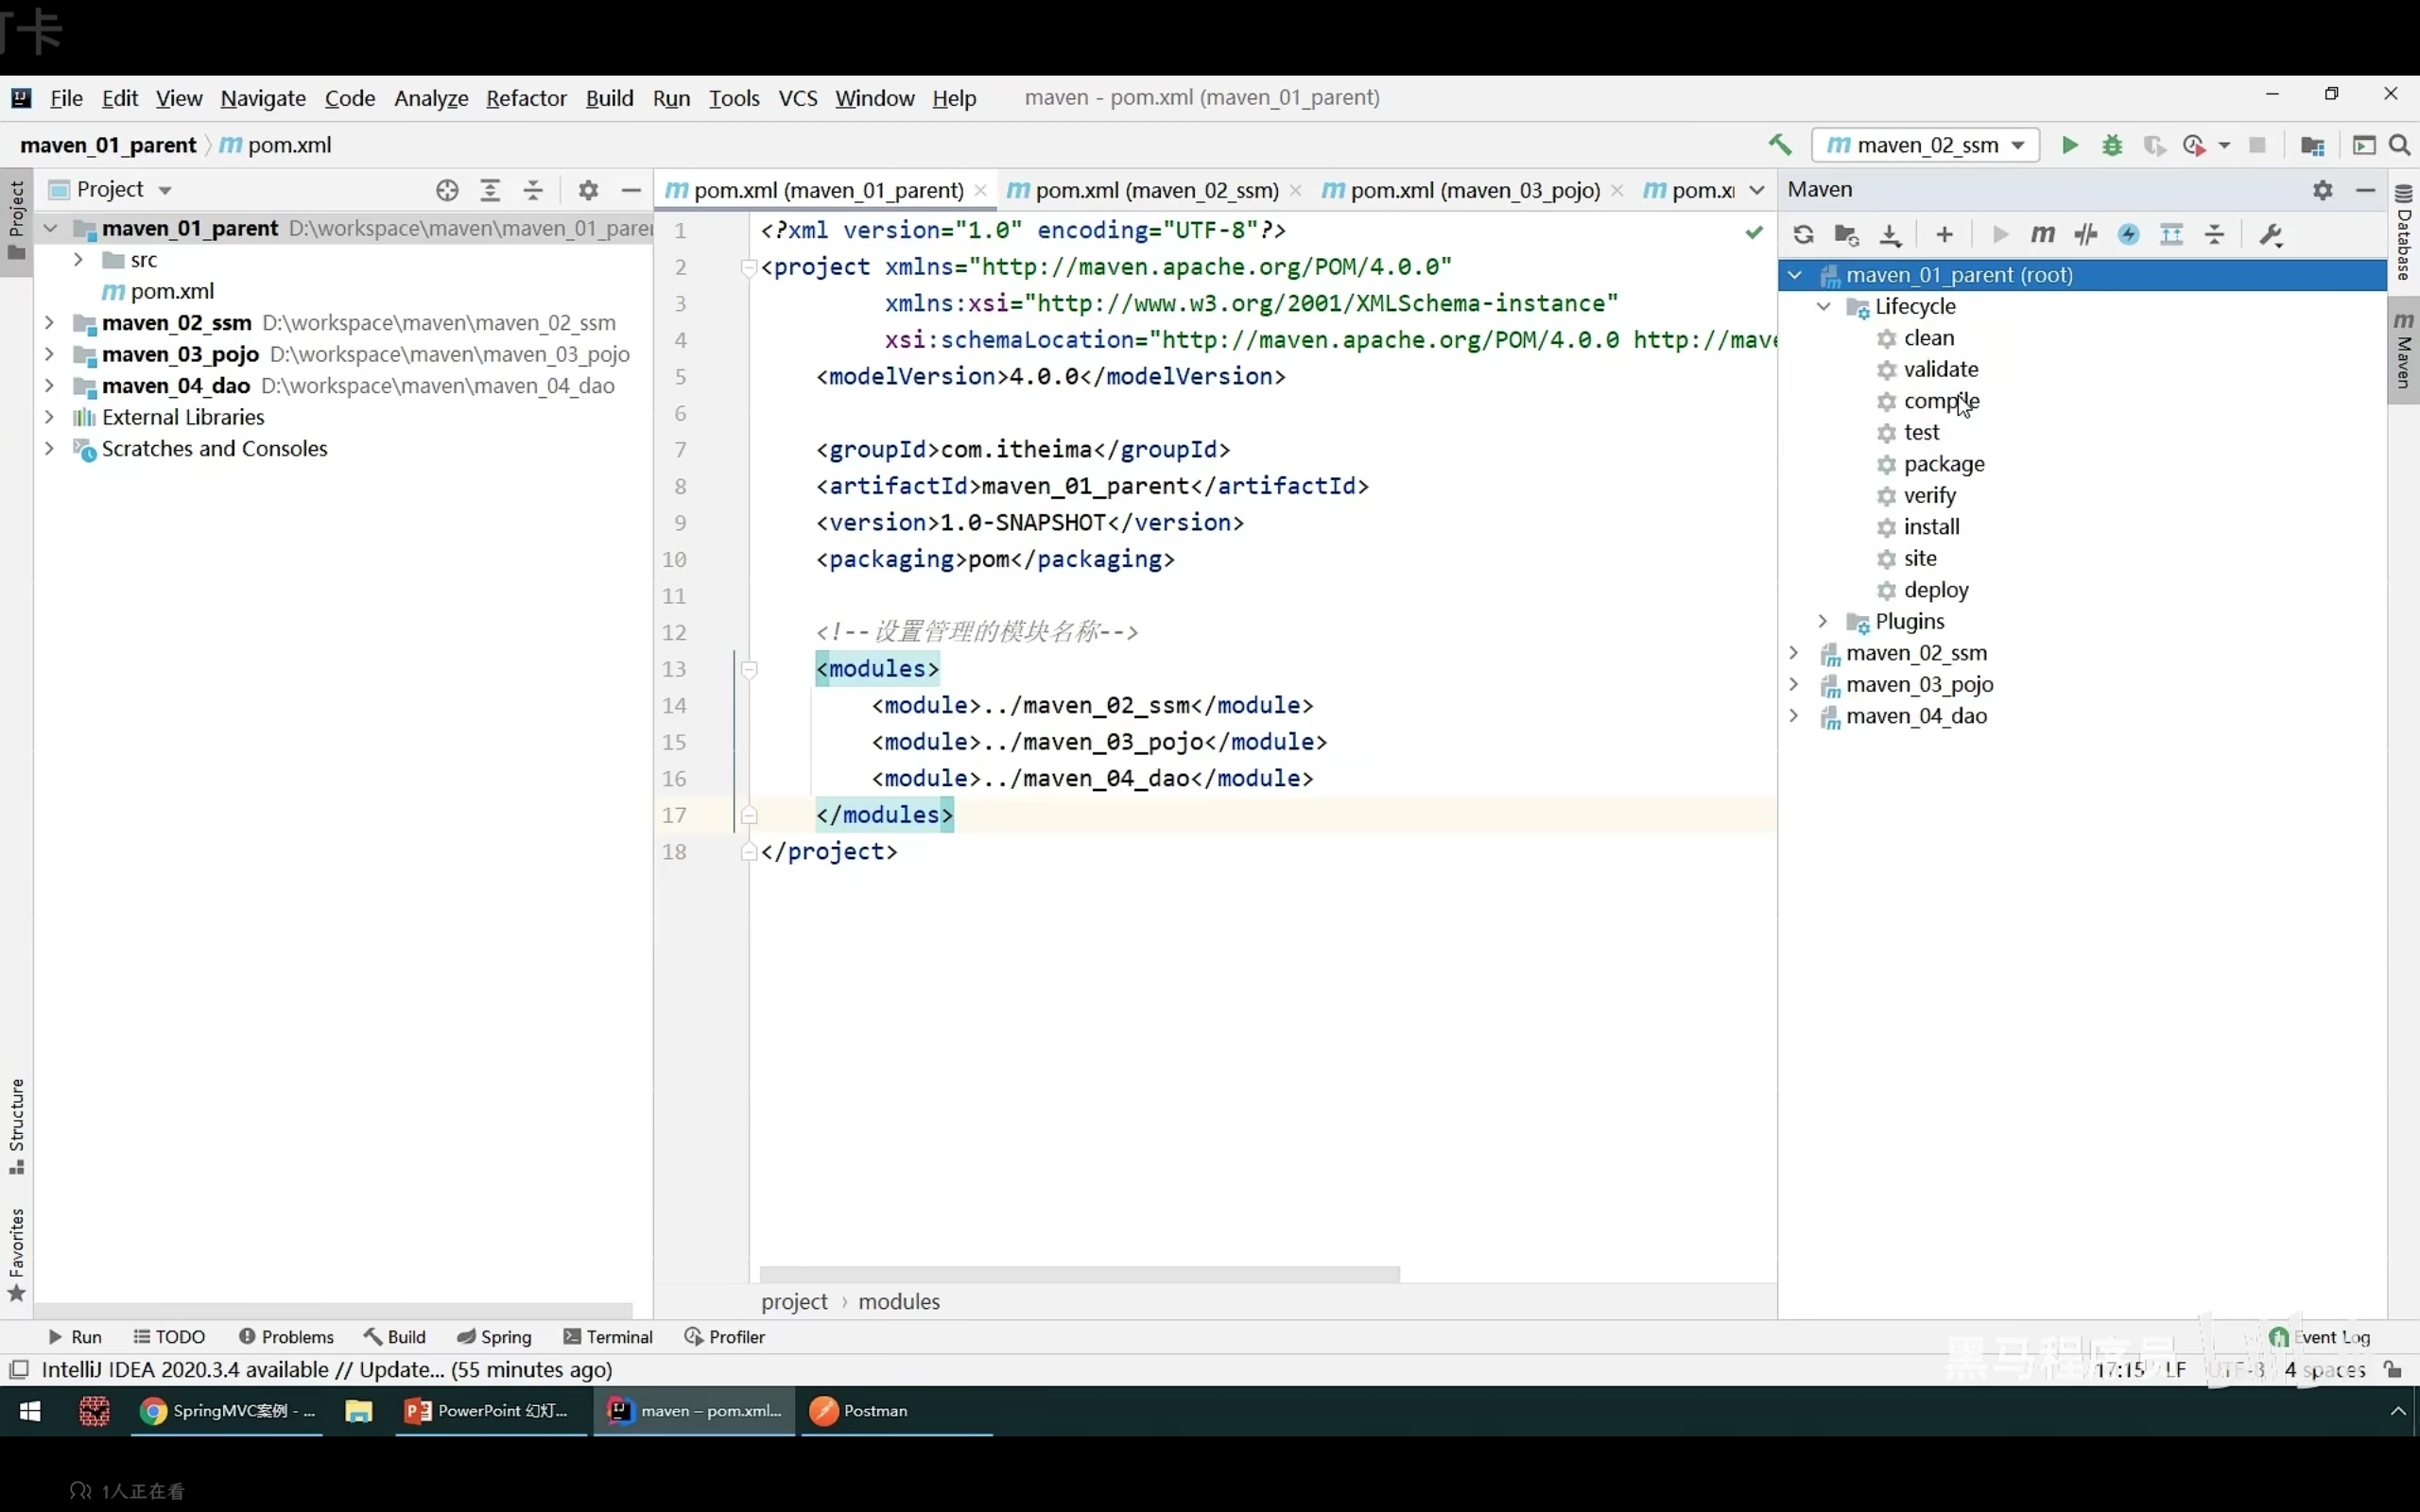 打卡
File Edit View Navigate Code Analyze Refactor Build Run Tools VCS Window Help maven - pom.xml (maven_01_parent)
maven_01_parent pom.xml
maven_02_ssm
Project
Project
maven_01_parent D:\workspace\maven\maven_01_pare
src
pom.xml
maven_02_ssm D:\workspace\maven\maven_02_ssm
maven_03_pojo D:\workspace\maven\maven_03_pojo
maven_04_dao D:\workspace\maven\maven_04_dao
External Libraries
Scratches and Consoles
Structure
Favorites
pom.xml (maven_01_parent) pom.xml (maven_02_ssm) pom.xml (maven_03_pojo) pom.x
1 <?xml version="1.0" encoding="UTF-8"?>
2 <project xmlns="http://maven.apache.org/POM/4.0.0"
3 xmlns:xsi="http://www.w3.org/2001/XMLSchema-instance"
4 xsi:schemaLocation="http://maven.apache.org/POM/4.0.0 http://mave
5 <modelVersion>4.0.0</modelVersion>
6
7 <groupId>com.itheima</groupId>
8 <artifactId>maven_01_parent</artifactId>
9 <version>1.0-SNAPSHOT</version>
10 <packaging>pom</packaging>
11
12 <!--设置管理的模块名称-->
13 <modules>
14 <module>../maven_02_ssm</module>
15 <module>../maven_03_pojo</module>
16 <module>../maven_04_dao</module>
17 </modules>
18 </project>
project › modules
Maven
maven_01_parent (root)
Lifecycle
clean
validate
compile
test
package
verify
install
site
deploy
Plugins
maven_02_ssm
maven_03_pojo
maven_04_dao
Database
Maven
Run TODO Problems Build Spring Terminal Profiler Event Log
IntelliJ IDEA 2020.3.4 available // Update... (55 minutes ago) 17:15 LF UTF-8 4 spaces
黑马程序员
SpringMVC案例 - ... PowerPoint 幻灯... maven – pom.xml... Postman
1人正在看